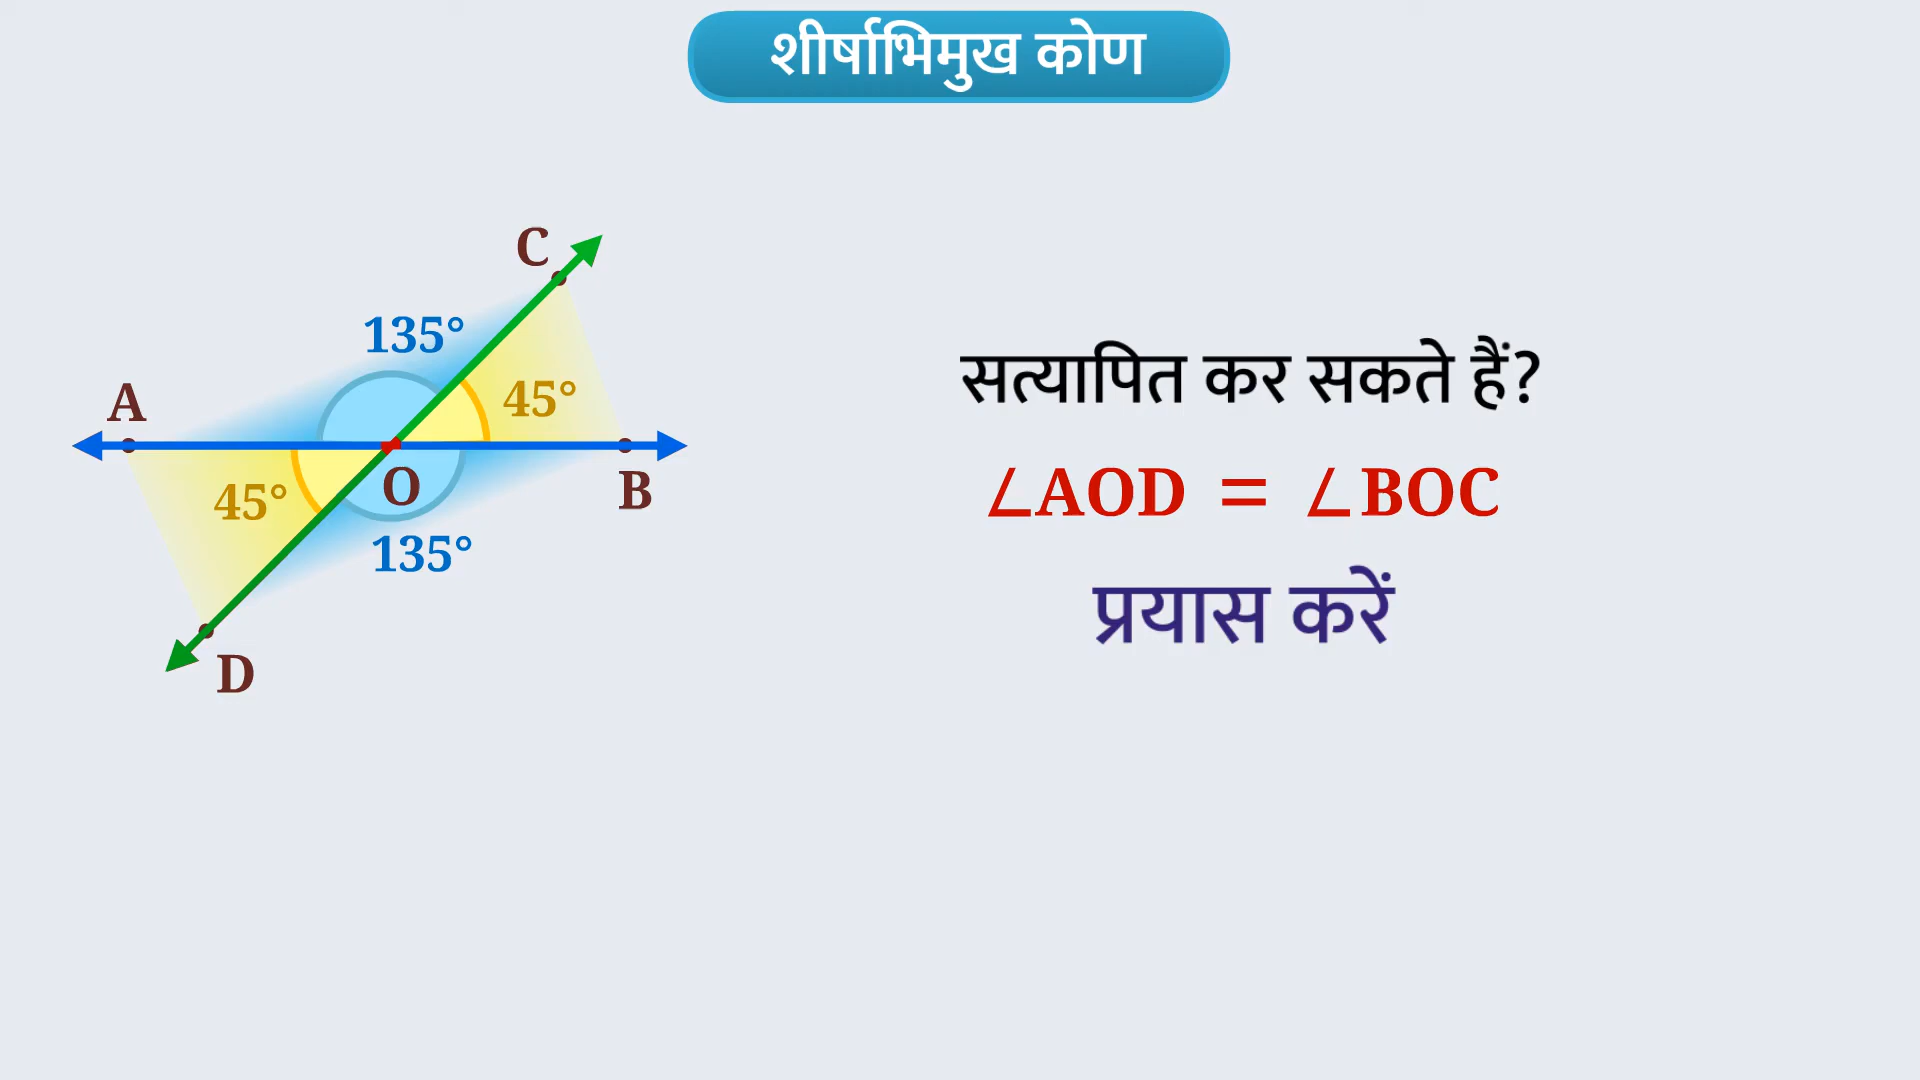 शीर्षाभिमुख कोण
C
135°
45°
A
O
B
45°
135°
D
सत्यापित कर सकते हैं?
∠AOD = ∠BOC
प्रयास करें